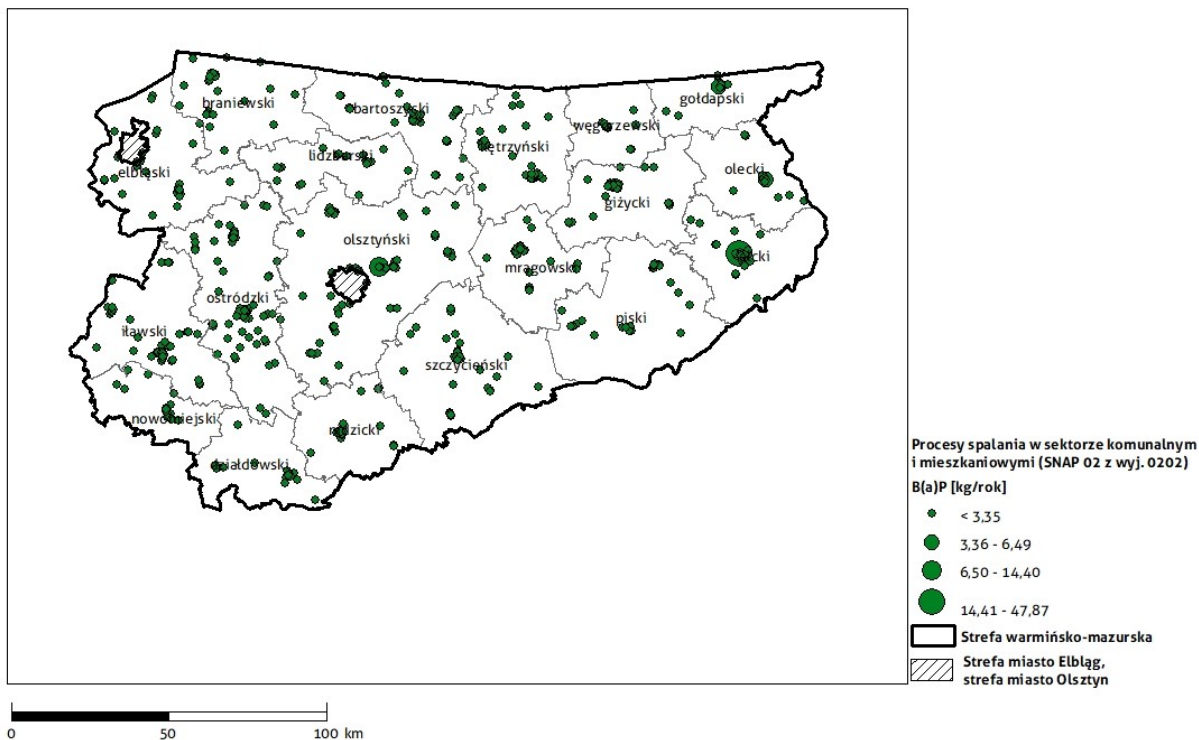 gołdapski
braniewski
bartoszycki
węgorzewski
kętrzyński
lidzbarski
elbląski
olecki
giżycki
olsztyński
mrągowski
ełcki
ostródzki
piski
iławski
szczycieński
nowomiejski
nidzicki
działdowski
Procesy spalania w sektorze komunalnym
i mieszkaniowymi (SNAP 02 z wyj. 0202)
B(a)P [kg/rok]
< 3,35
3,36 - 6,49
6,50 - 14,40
14,41 - 47,87
Strefa warmińsko-mazurska
Strefa miasto Elbląg,
strefa miasto Olsztyn
0 50 100 km